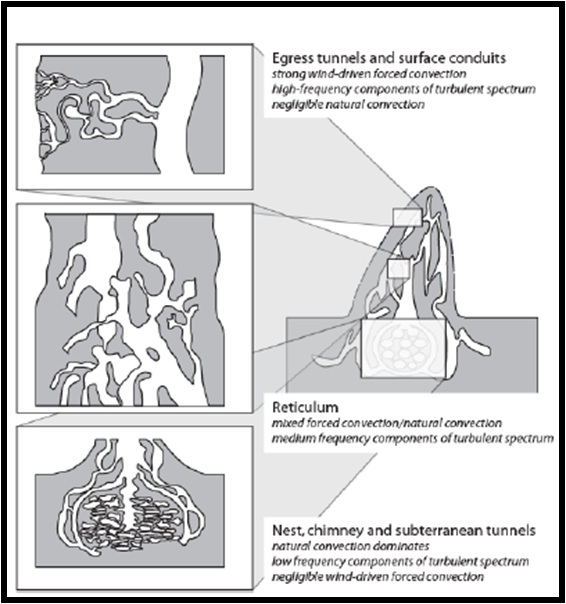 Egress tunnels and surface conduits
strong wind-driven forced convection
high-frequency components of turbulent spectrum
negligible natural convection
Reticulum
mixed forced convection/natural convection
medium frequency components of turbulent spectrum
Nest, chimney and subterranean tunnels
natural convection dominates
low frequency components of turbulent spectrum
negligible wind-driven forced convection